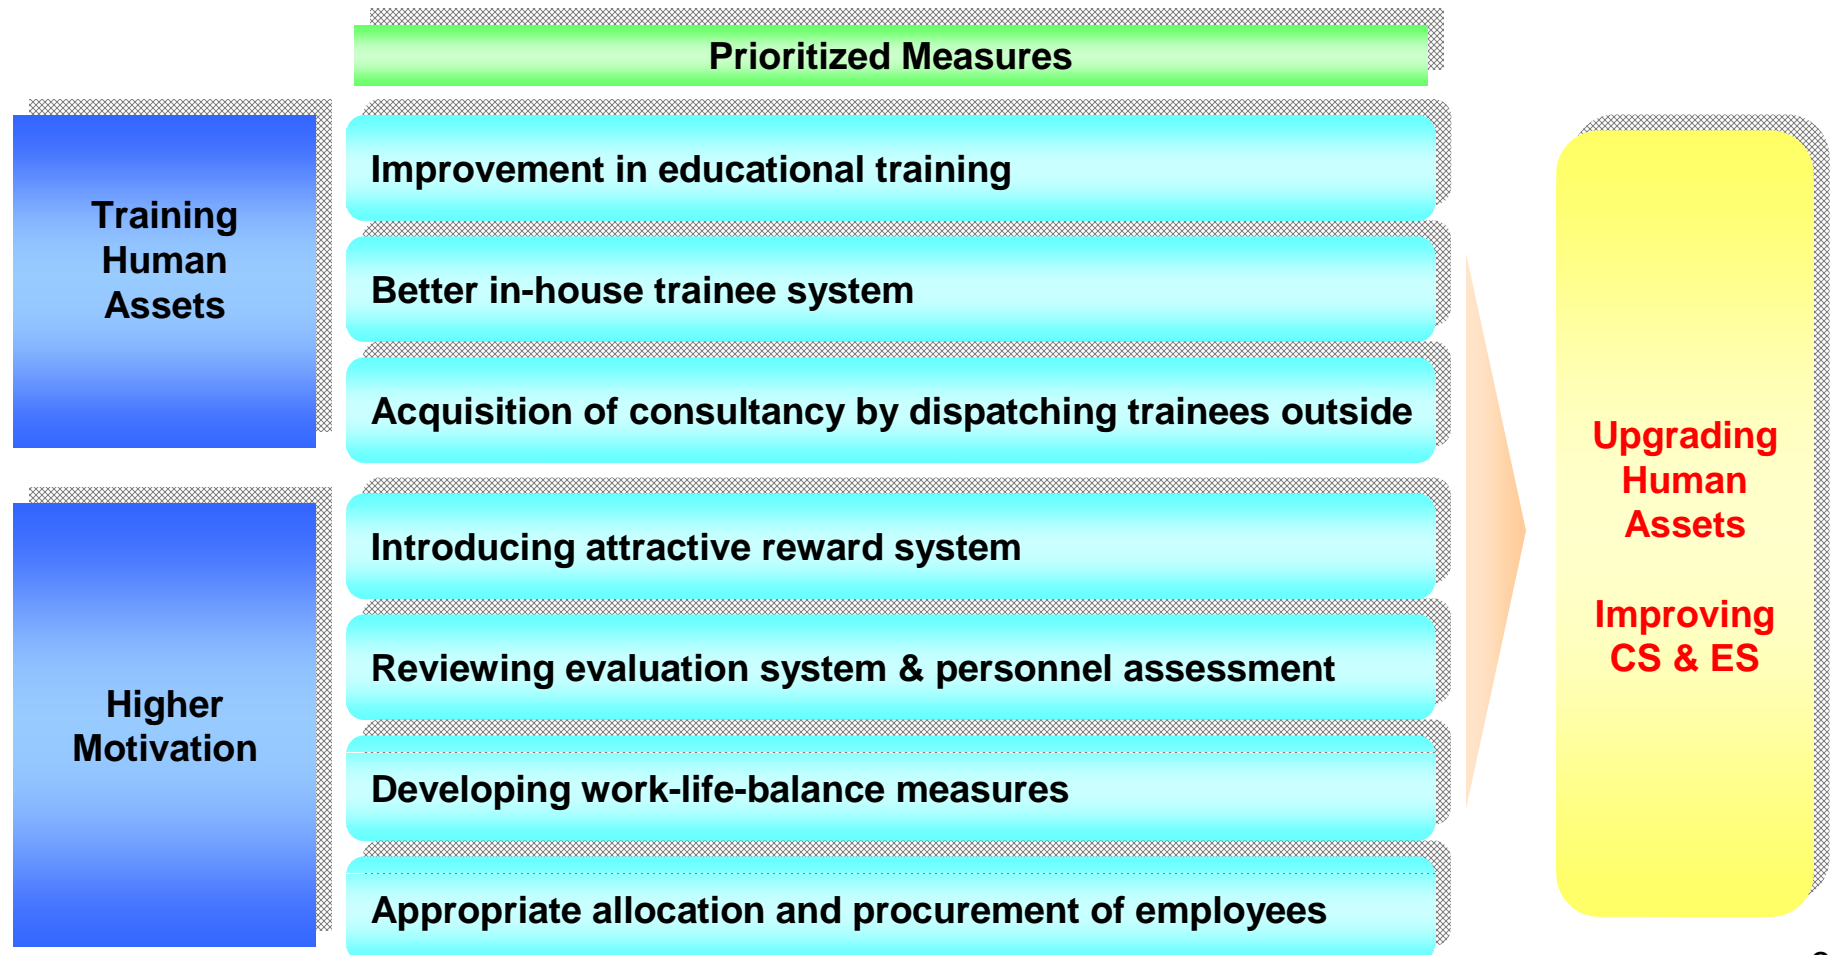 Prioritized Measures
Training
Human
Assets
Improvement in educational training
Better in-house trainee system
Acquisition of consultancy by dispatching trainees outside
Higher
Motivation
Introducing attractive reward system
Reviewing evaluation system & personnel assessment
Developing work-life-balance measures
Appropriate allocation and procurement of employees
Upgrading
Human
Assets
Improving
CS & ES